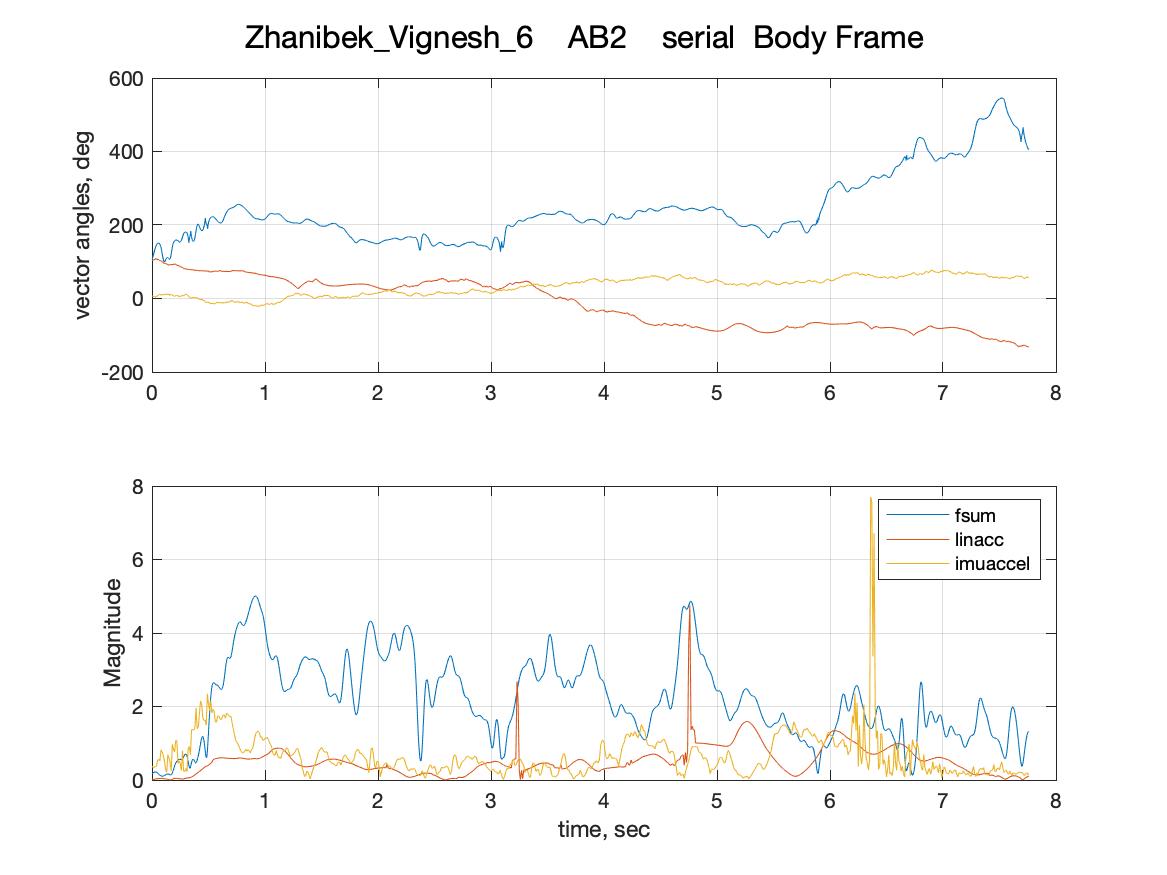 Zhanibek_Vignesh_6 AB2 serial Body Frame
600
400
200
0
-200
vector angles, deg
0 1 2 3 4 5 6 7 8
8
6
4
2
0
Magnitude
fsum
linacc
imuaccel
0 1 2 3 4 5 6 7 8
time, sec